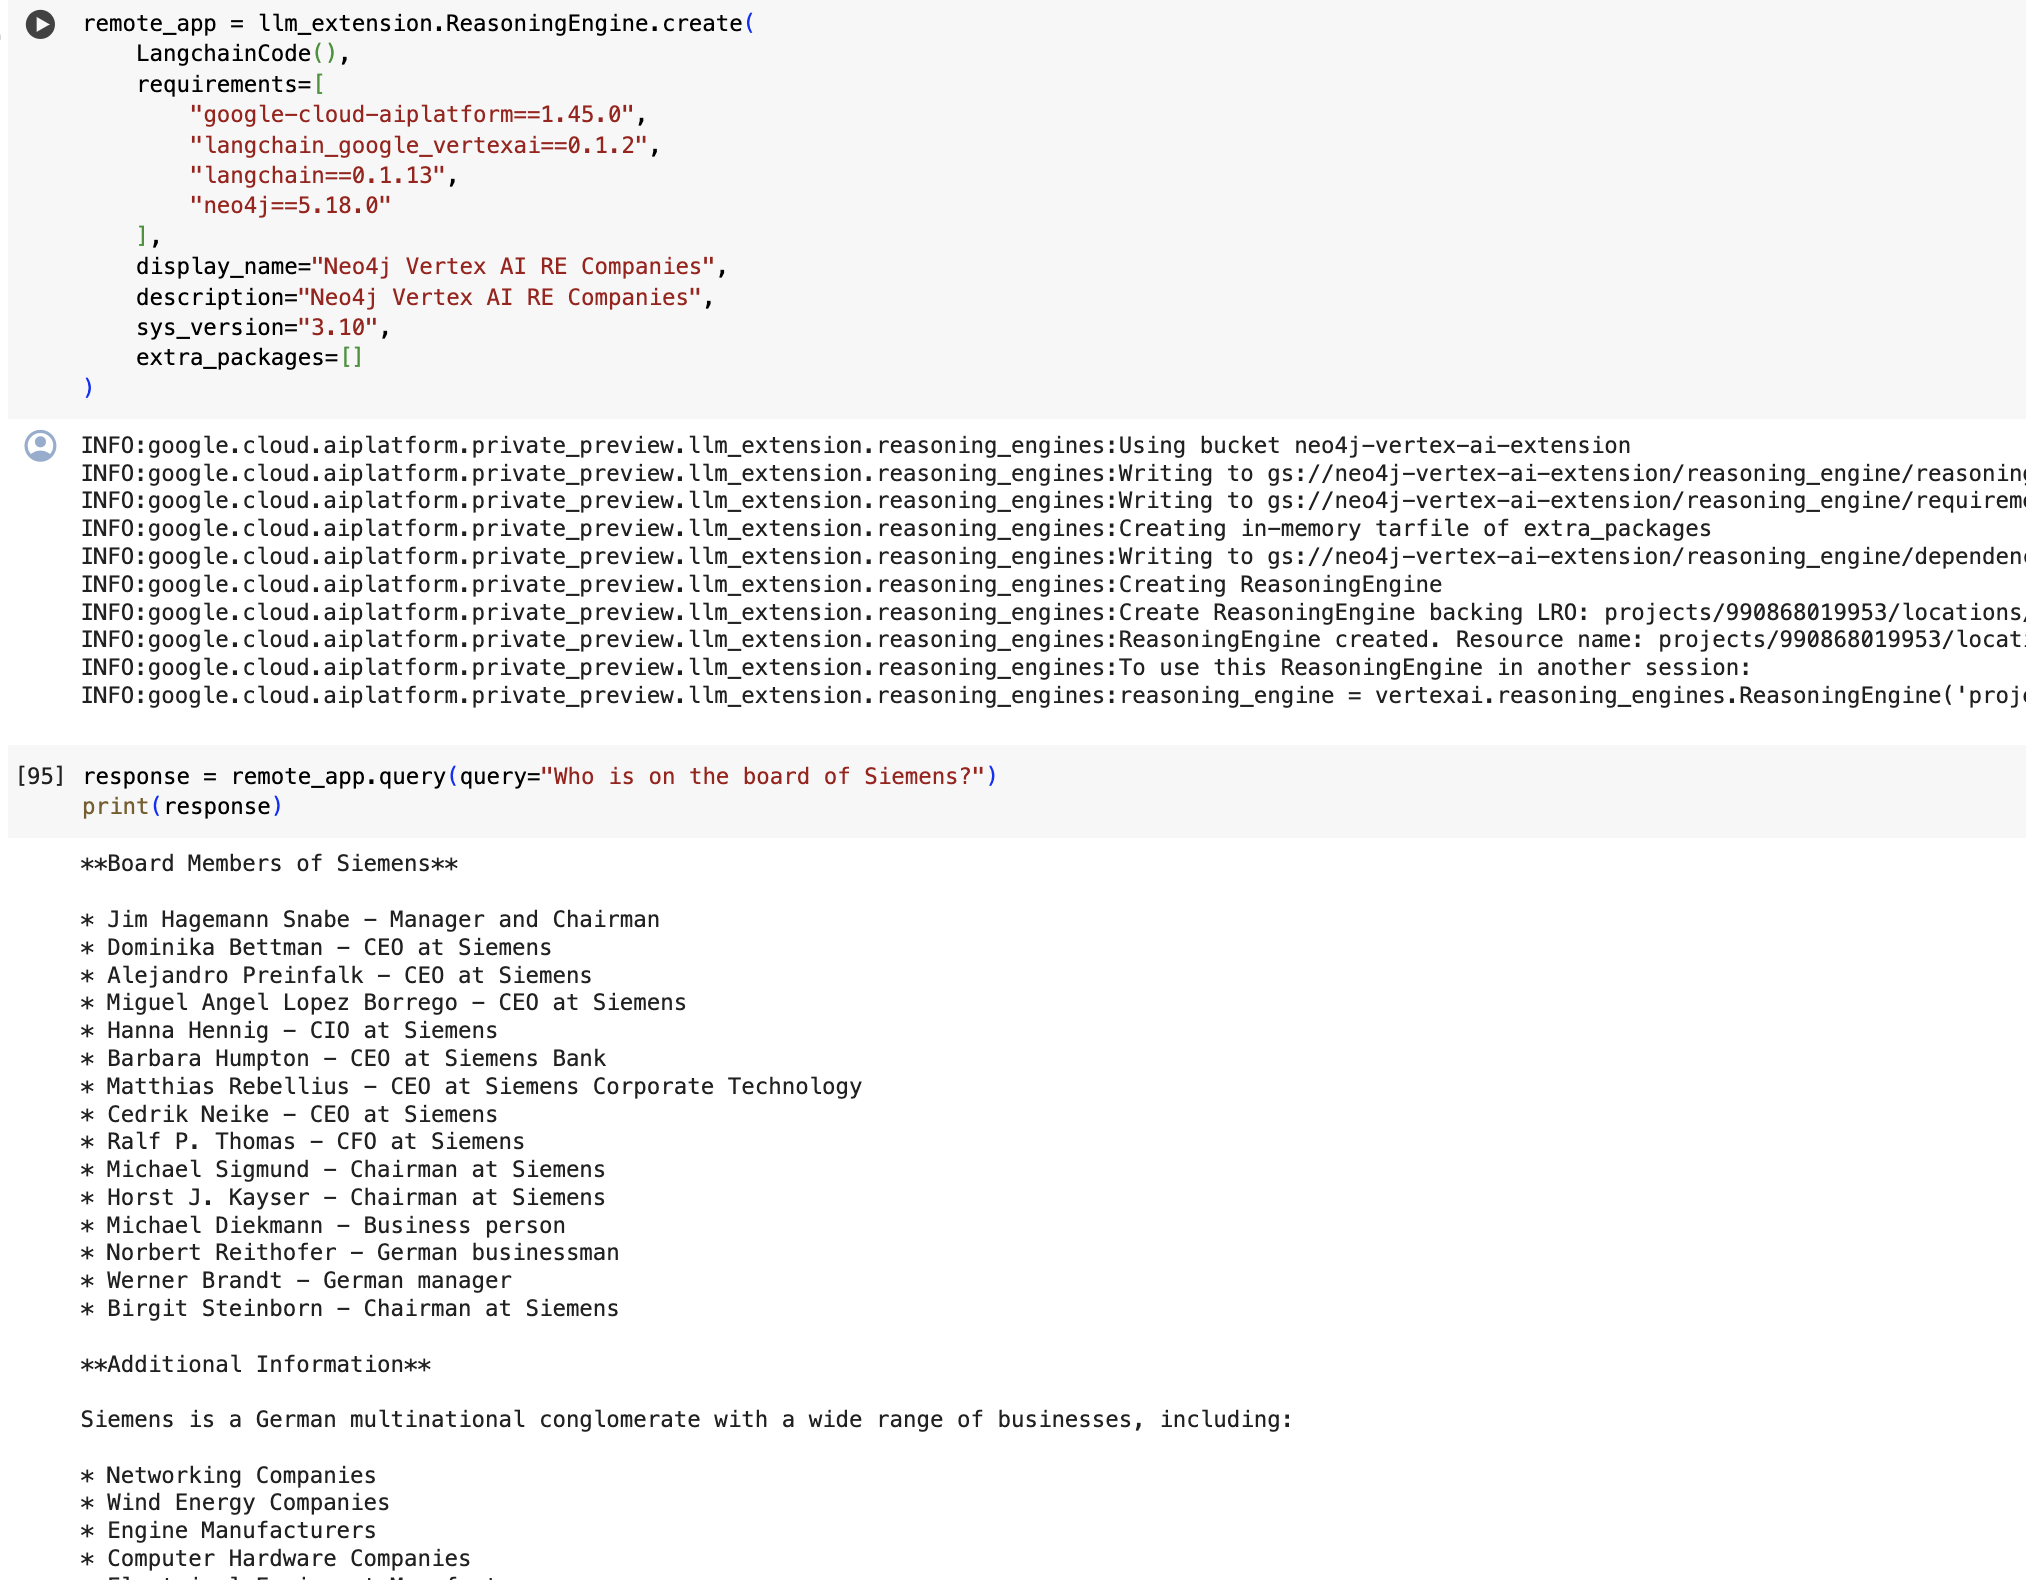 remote_app = llm_extension.ReasoningEngine.create(
    LangchainCode(),
    requirements=[
        "google-cloud-aiplatform==1.45.0",
        "langchain_google_vertexai==0.1.2",
        "langchain==0.1.13",
        "neo4j==5.18.0"
    ],
    display_name="Neo4j Vertex AI RE Companies",
    description="Neo4j Vertex AI RE Companies",
    sys_version="3.10",
    extra_packages=[]
)
INFO:google.cloud.aiplatform.private_preview.llm_extension.reasoning_engines:Using bucket neo4j-vertex-ai-extension
INFO:google.cloud.aiplatform.private_preview.llm_extension.reasoning_engines:Writing to gs://neo4j-vertex-ai-extension/reasoning_engine/reasoning
INFO:google.cloud.aiplatform.private_preview.llm_extension.reasoning_engines:Writing to gs://neo4j-vertex-ai-extension/reasoning_engine/requireme
INFO:google.cloud.aiplatform.private_preview.llm_extension.reasoning_engines:Creating in-memory tarfile of extra_packages
INFO:google.cloud.aiplatform.private_preview.llm_extension.reasoning_engines:Writing to gs://neo4j-vertex-ai-extension/reasoning_engine/dependen
INFO:google.cloud.aiplatform.private_preview.llm_extension.reasoning_engines:Creating ReasoningEngine
INFO:google.cloud.aiplatform.private_preview.llm_extension.reasoning_engines:Create ReasoningEngine backing LRO: projects/990868019953/locations/
INFO:google.cloud.aiplatform.private_preview.llm_extension.reasoning_engines:ReasoningEngine created. Resource name: projects/990868019953/locati
INFO:google.cloud.aiplatform.private_preview.llm_extension.reasoning_engines:To use this ReasoningEngine in another session:
INFO:google.cloud.aiplatform.private_preview.llm_extension.reasoning_engines:reasoning_engine = vertexai.reasoning_engines.ReasoningEngine('proje
[95] response = remote_app.query(query="Who is on the board of Siemens?")
print(response)
**Board Members of Siemens**
* Jim Hagemann Snabe – Manager and Chairman
* Dominika Bettman – CEO at Siemens
* Alejandro Preinfalk – CEO at Siemens
* Miguel Angel Lopez Borrego – CEO at Siemens
* Hanna Hennig – CIO at Siemens
* Barbara Humpton – CEO at Siemens Bank
* Matthias Rebellius – CEO at Siemens Corporate Technology
* Cedrik Neike – CEO at Siemens
* Ralf P. Thomas – CFO at Siemens
* Michael Sigmund – Chairman at Siemens
* Horst J. Kayser – Chairman at Siemens
* Michael Diekmann – Business person
* Norbert Reithofer – German businessman
* Werner Brandt – German manager
* Birgit Steinborn – Chairman at Siemens
**Additional Information**
Siemens is a German multinational conglomerate with a wide range of businesses, including:
* Networking Companies
* Wind Energy Companies
* Engine Manufacturers
* Computer Hardware Companies